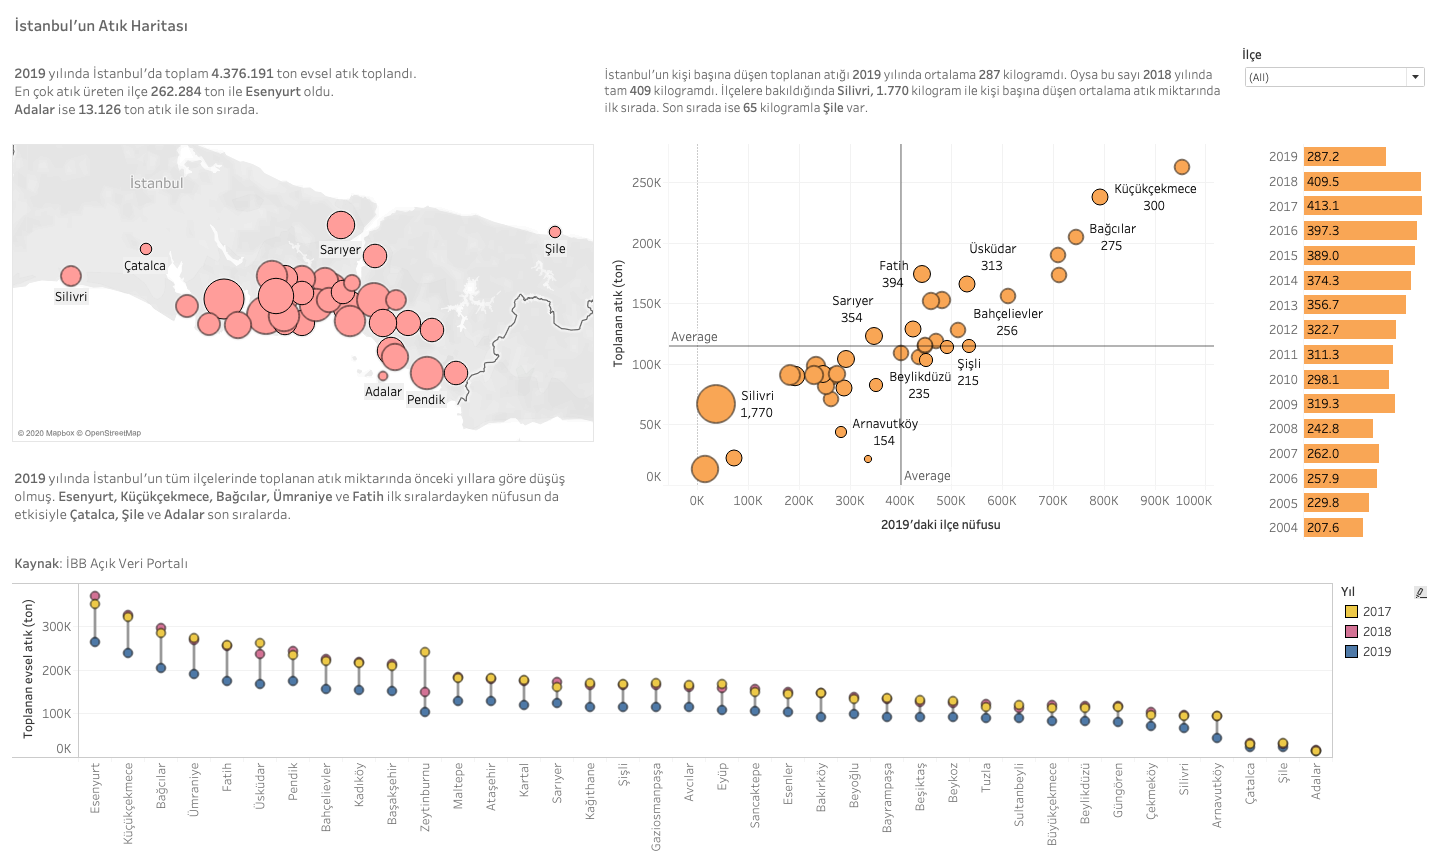 İstanbul'un Atık Haritası
2019 yılında İstanbul'da toplam 4.376.191 ton evsel atık toplandı.
En çok atık üreten ilçe 262.284 ton ile Esenyurt oldu.
Adalar ise 13.126 ton atık ile son sırada.
İstanbul'un kişi başına düşen toplanan atığı 2019 yılında ortalama 287 kilogramdı. Oysa bu sayı 2018 yılında
tam 409 kilogramdı. İlçelere bakıldığında Silivri, 1.770 kilogram ile kişi başına düşen ortalama atık miktarında
ilk sırada. Son sırada ise 65 kilogramla Şile var.
İlçe
(All)
İstanbul
Sarıyer
Şile
Çatalca
Silivri
Adalar
Pendik
© 2020 Mapbox © OpenStreetMap
Toplanan atık (ton)
250K
200K
150K
100K
50K
0K
Küçükçekmece
300
Bağcılar
275
Üsküdar
313
Fatih
394
Sarıyer
354
Bahçelievler
256
Average
Şişli
215
Beylikdüzü
235
Silivri
1,770
Arnavutköy
154
Average
0K
100K
200K
300K
400K
500K
600K
700K
800K
900K
1000K
2019'daki ilçe nüfusu
2019 287.2
2018 409.5
2017 413.1
2016 397.3
2015 389.0
2014 374.3
2013 356.7
2012 322.7
2011 311.3
2010 298.1
2009 319.3
2008 242.8
2007 262.0
2006 257.9
2005 229.8
2004 207.6
2019 yılında İstanbul'un tüm ilçelerinde toplanan atık miktarında önceki yıllara göre düşüş
olmuş. Esenyurt, Küçükçekmece, Bağcılar, Ümraniye ve Fatih ilk sıralardayken nüfusun da
etkisiyle Çatalca, Şile ve Adalar son sıralarda.
Kaynak: İBB Açık Veri Portalı
Toplanan evsel atık (ton)
300K
200K
100K
0K
Esenyurt
Küçükçekmece
Bağcılar
Ümraniye
Fatih
Üsküdar
Pendik
Bahçelievler
Kadıköy
Başakşehir
Zeytinburnu
Maltepe
Ataşehir
Kartal
Sarıyer
Kağıthane
Şişli
Gaziosmanpaşa
Avcılar
Eyüp
Sancaktepe
Esenler
Bakırköy
Beyoğlu
Bayrampaşa
Beşiktaş
Beykoz
Tuzla
Sultanbeyli
Büyükçekmece
Beylikdüzü
Güngören
Çekmeköy
Silivri
Arnavutköy
Çatalca
Şile
Adalar
Yıl
2017
2018
2019